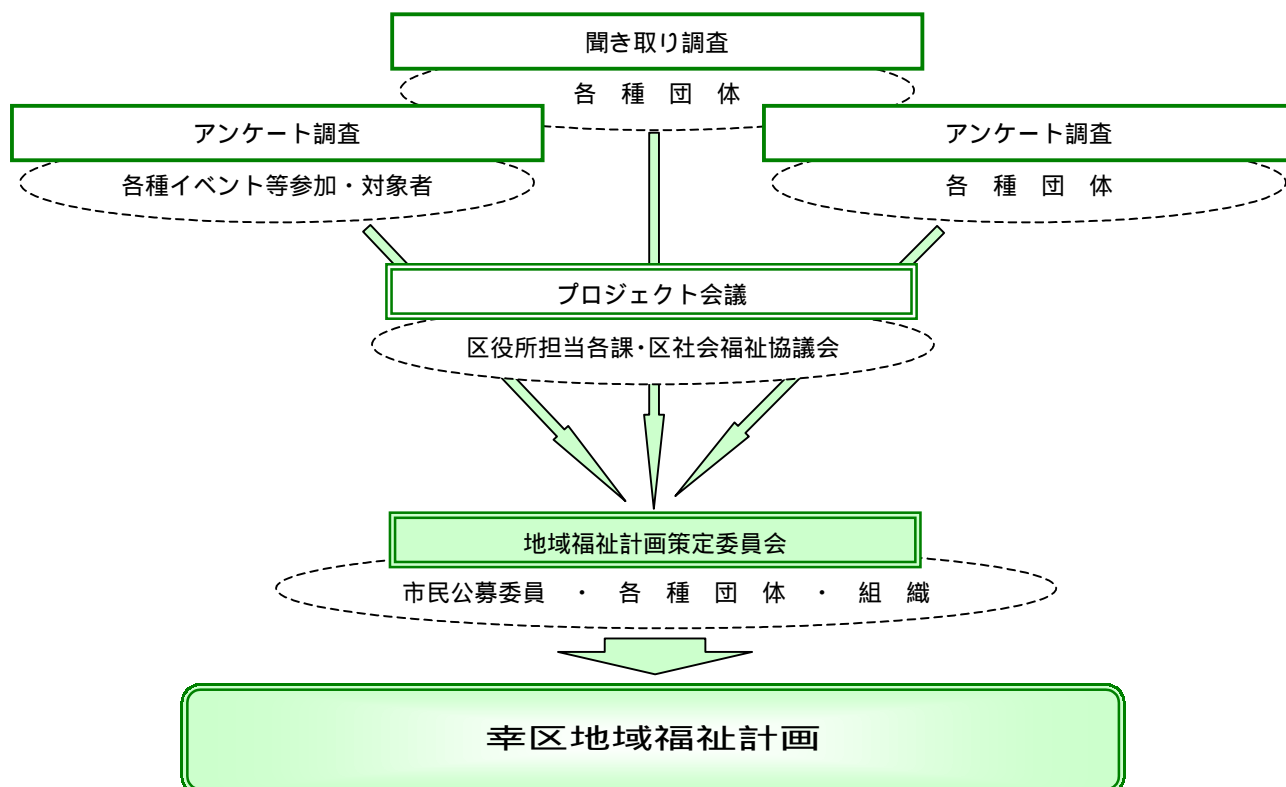 聞き取り調査
各 種 団 体
アンケート調査
各種イベント等参加・対象者
アンケート調査
各 種 団 体
プロジェクト会議
区役所担当各課・区社会福祉協議会
地域福祉計画策定委員会
市民公募委員 ・ 各 種 団 体 ・ 組 織
幸区地域福祉計画